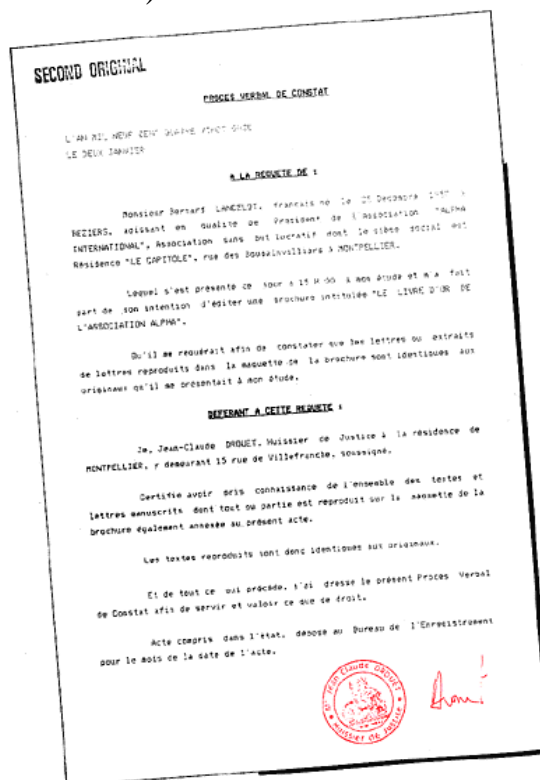 SECOND ORIGINAL
PROCES VERBAL DE CONSTAT
L'AN MIL NEUF CENT QUATRE VINGT ONZE
LE DEUX JANVIER
A LA REQUETE DE :
Monsieur Bernard LANCELOT, francais né le Décembre à
BEZIERS, agissant en qualité de Président de l'Association "ALPHA
INTERNATIONAL", Association sans but lucratif dont le siège social est
Résidence "LE CAPITOLE", rue des Bougainvilliers à MONTPELLIER.
Lequel s'est présenté ce jour à 15 H à mon étude et m'a fait
part de son intention d'éditer une brochure intitulée "LE LIVRE D'OR DE
L'ASSOCIATION ALPHA".
Qu'il me requérait afin de constater que les lettres ou extraits
de lettres reproduits dans la maquette de la brochure sont identiques aux
originaux qu'il me présentait à mon étude.
DEFERANT A CETTE REQUETE :
Je, Jean-Claude DROUET, Huissier de Justice à la résidence de
MONTPELLIER, y demeurant 15 rue de Villefranche, soussigné,
Certifie avoir pris connaissance de l'ensemble des textes et
lettres manuscrits dont tout ou partie est reproduit sur la maquette de la
brochure également annexée au présent acte.
Les textes reproduits sont donc identiques aux originaux.
Et de tout ce qui précède, j'ai dressé le présent Procès Verbal
de Constat afin de servir et valoir ce que de droit.
Acte compris dans l'état, déposé au Bureau de l'Enregistrement
pour le mois de la date de l'acte.
Me Jean Claude DROUET
Huissier de Justice